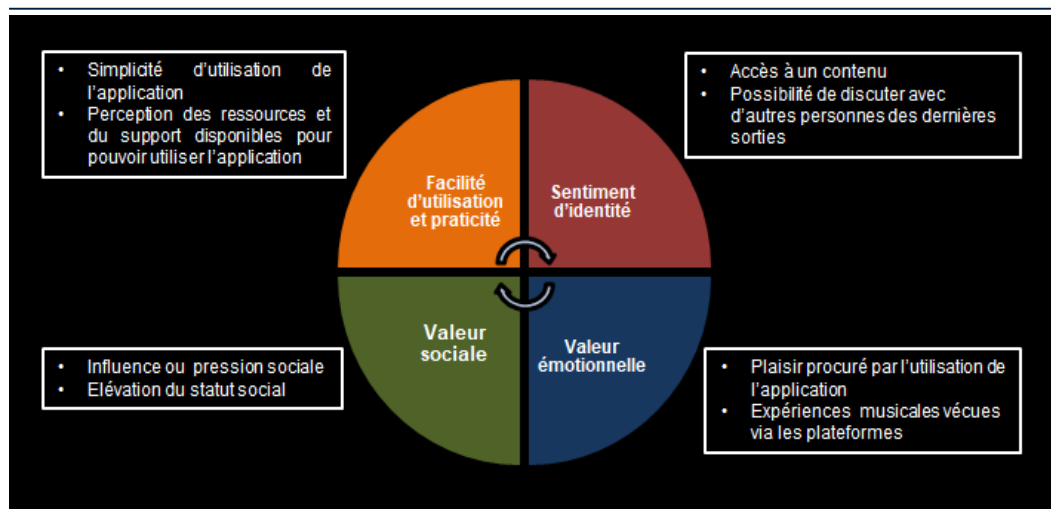 • Simplicité d'utilisation de
l'application
• Perception des ressources et
du support disponibles pour
pouvoir utiliser l'application
• Accès à un contenu
• Possibilité de discuter avec
d'autres personnes des dernières
sorties
Facilité
d'utilisation
et praticité
Sentiment
d'identité
Valeur
sociale
Valeur
émotionnelle
• Influence ou pression sociale
• Elévation du statut social
• Plaisir procuré par l'utilisation de
l'application
• Expériences musicales vécues
via les plateformes